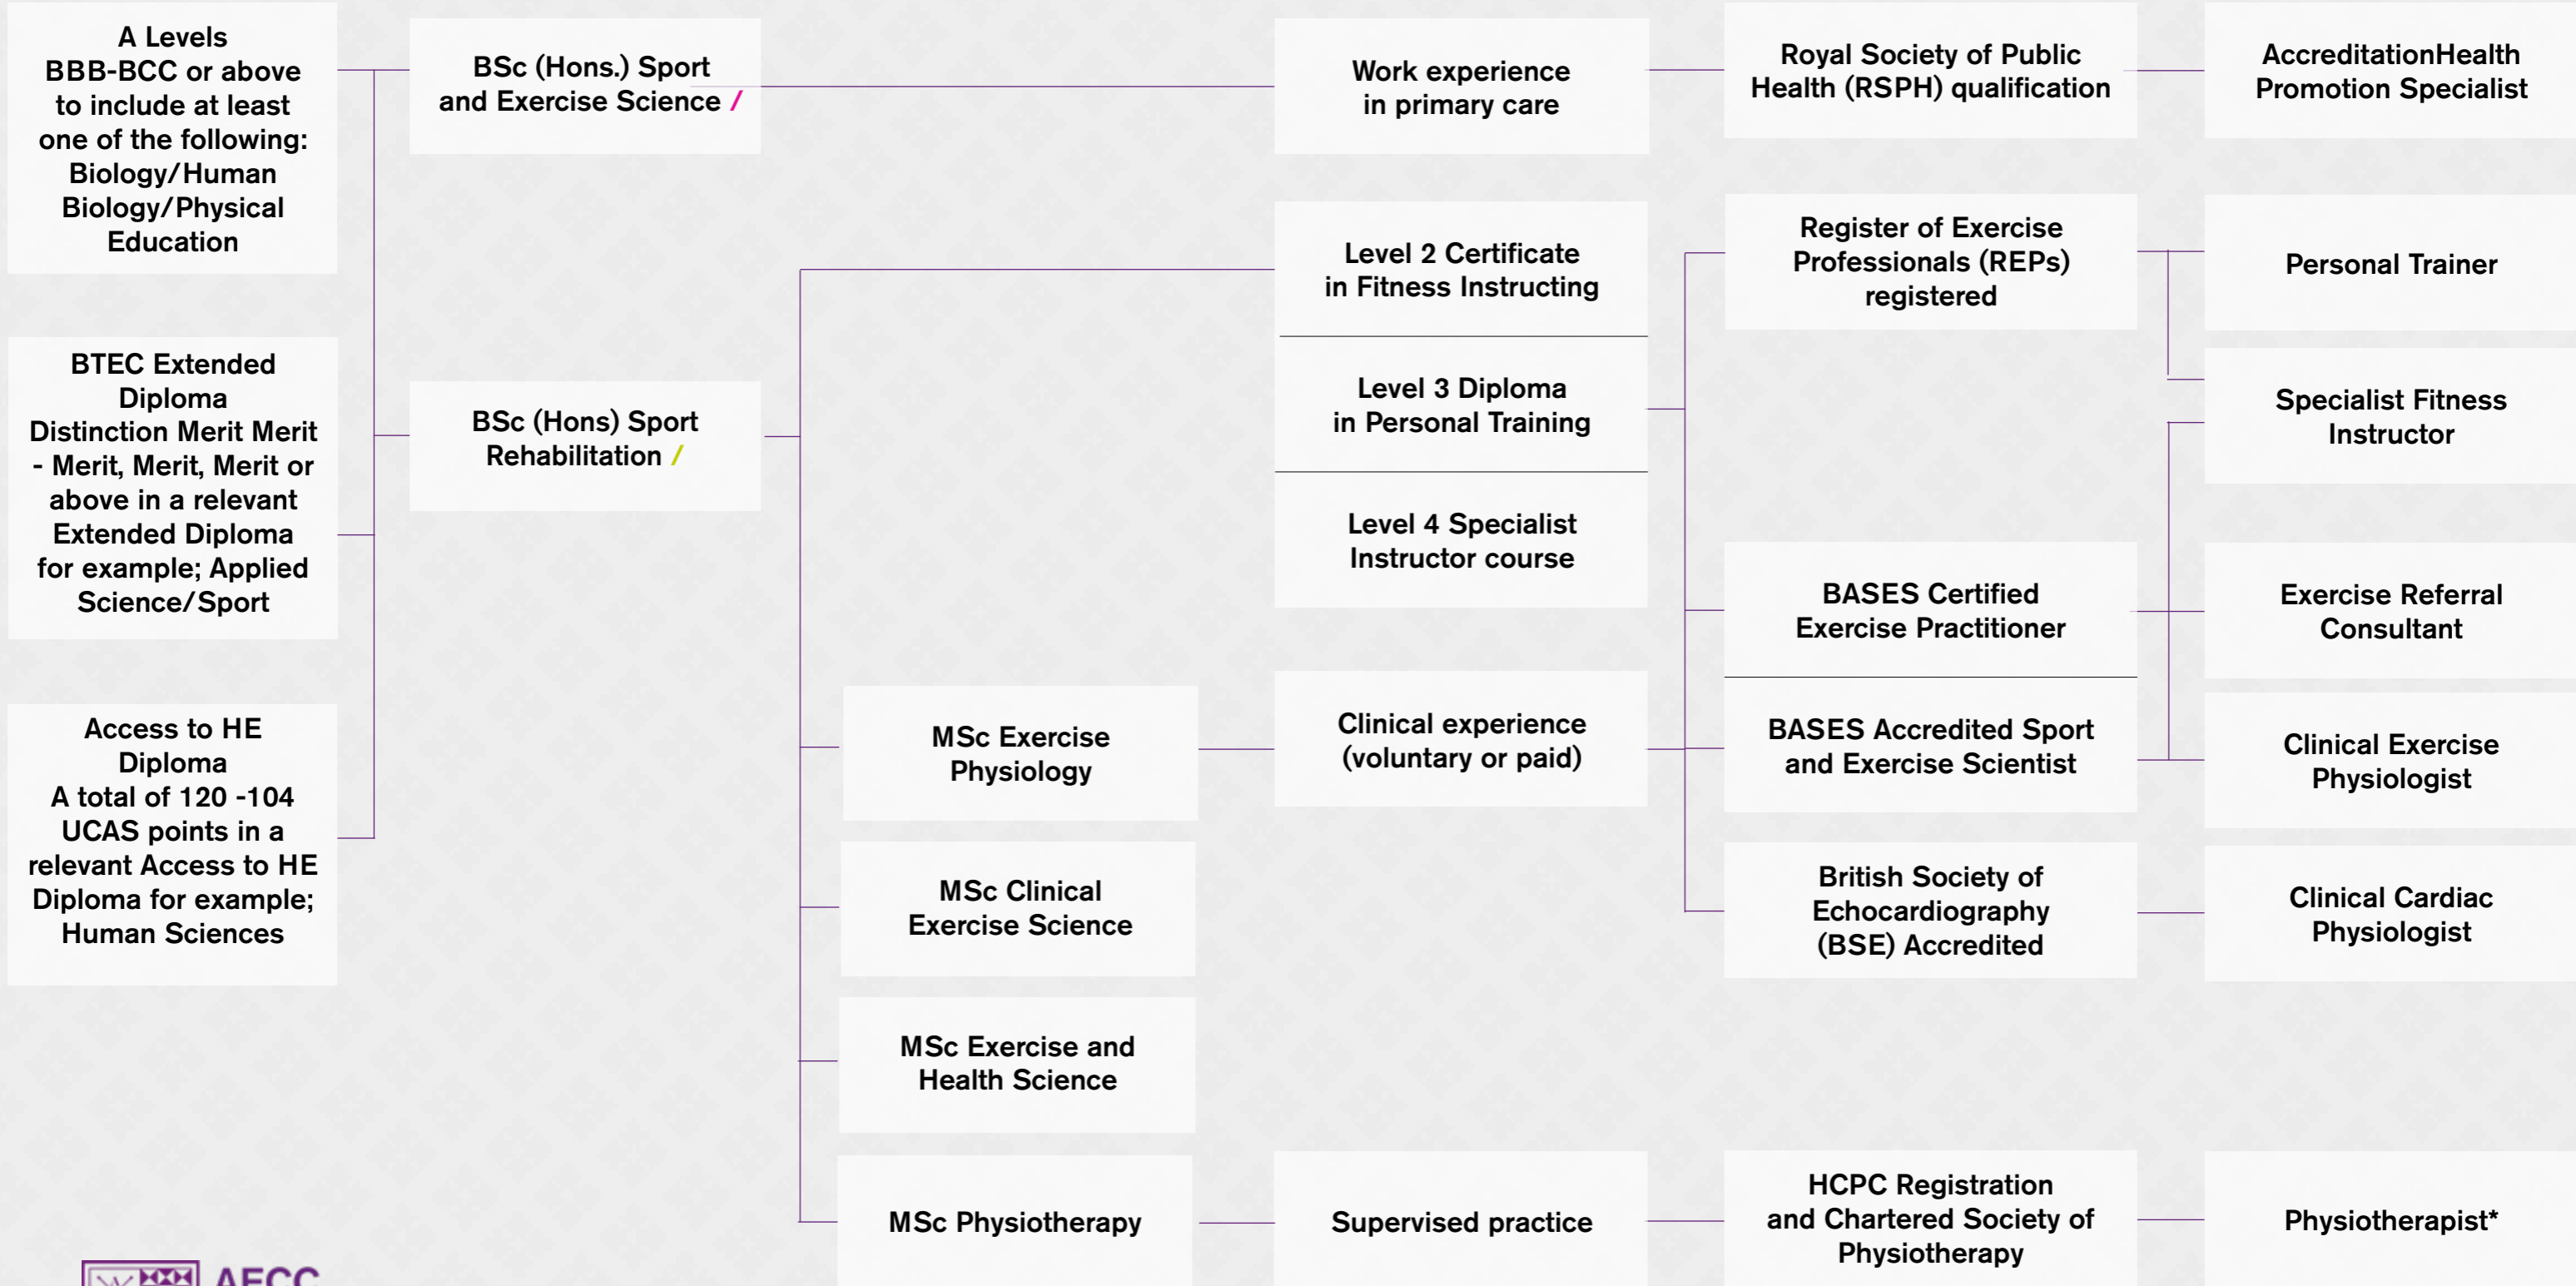 A Levels
BBB-BCC or above
to include at least
one of the following:
Biology/Human
Biology/Physical
Education
BTEC Extended
Diploma
Distinction Merit Merit
- Merit, Merit, Merit or
above in a relevant
Extended Diploma
for example; Applied
Science/Sport
Access to HE
Diploma
A total of 120 -104
UCAS points in a
relevant Access to HE
Diploma for example;
Human Sciences
BSc (Hons.) Sport
and Exercise Science /
BSc (Hons) Sport
Rehabilitation /
MSc Exercise
Physiology
MSc Clinical
Exercise Science
MSc Exercise and
Health Science
MSc Physiotherapy
Work experience
in primary care
Level 2 Certificate
in Fitness Instructing
Level 3 Diploma
in Personal Training
Level 4 Specialist
Instructor course
Clinical experience
(voluntary or paid)
Supervised practice
Royal Society of Public
Health (RSPH) qualification
Register of Exercise
Professionals (REPs)
registered
BASES Certified
Exercise Practitioner
BASES Accredited Sport
and Exercise Scientist
British Society of
Echocardiography
(BSE) Accredited
HCPC Registration
and Chartered Society of
Physiotherapy
AccreditationHealth
Promotion Specialist
Personal Trainer
Specialist Fitness
Instructor
Exercise Referral
Consultant
Clinical Exercise
Physiologist
Clinical Cardiac
Physiologist
Physiotherapist*
AECC